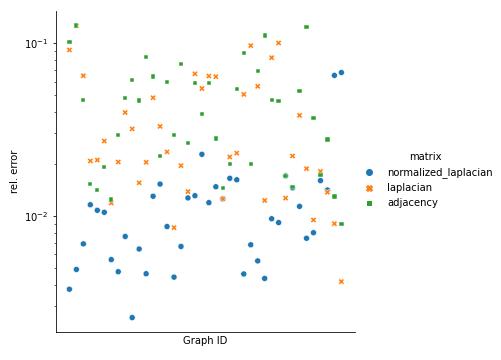 10⁻¹
10⁻²
rel. error
Graph ID
matrix
normalized_laplacian
laplacian
adjacency